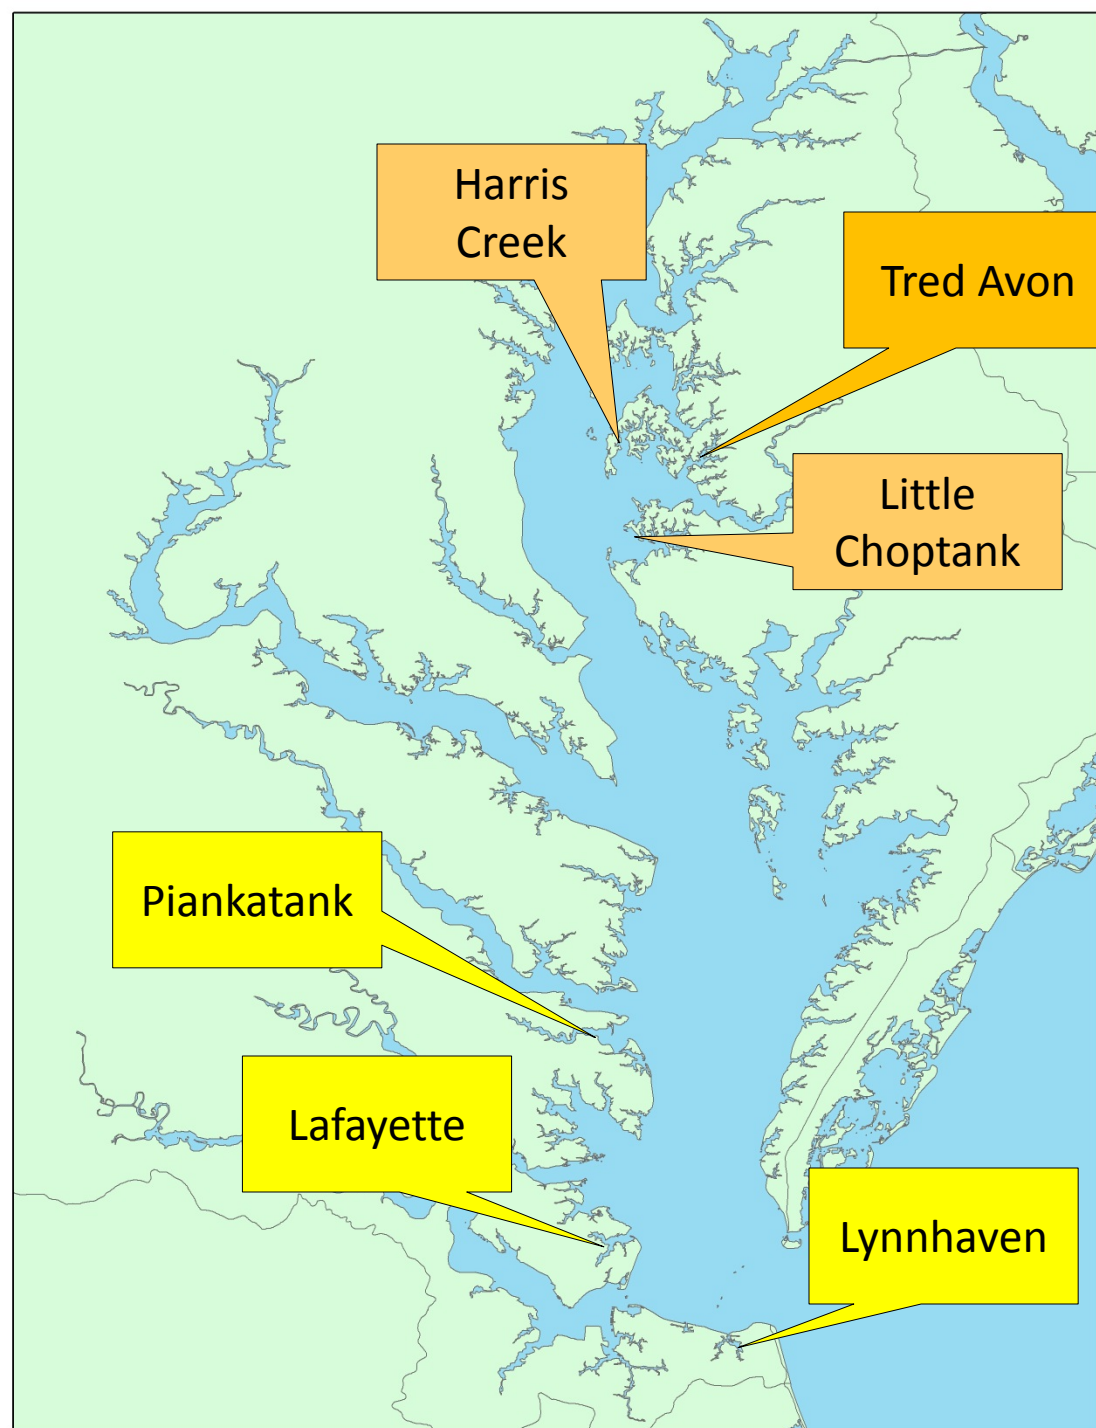 Harris
Creek
Tred Avon
Little
Choptank
Piankatank
Lafayette
Lynnhaven